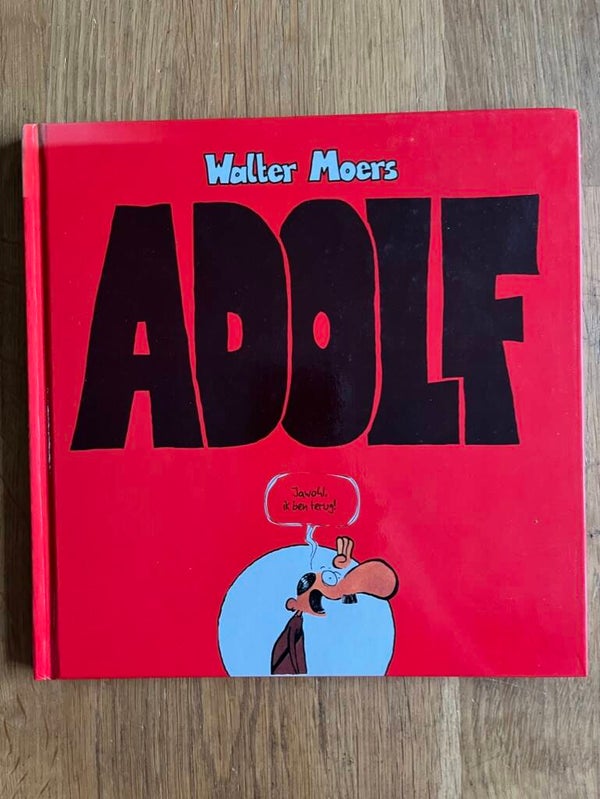 Walter Moers
ADOLF
Jawohl,
ik ben terug!